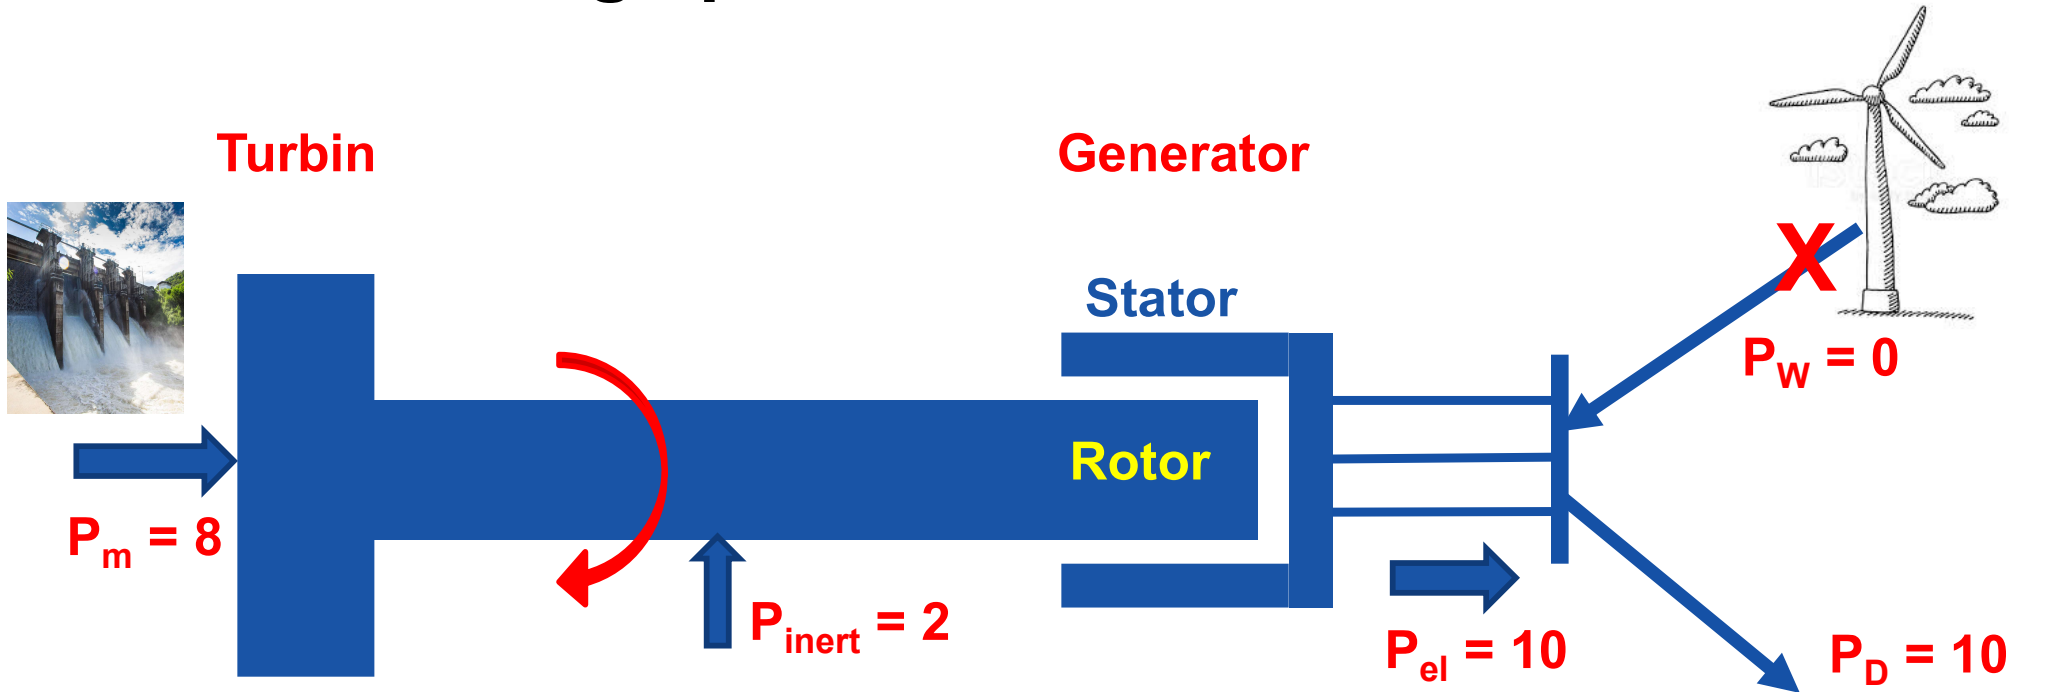 Turbin
Generator
Stator
P_W = 0
Rotor
P_m = 8
P_inert = 2
P_el = 10
P_D = 10
X